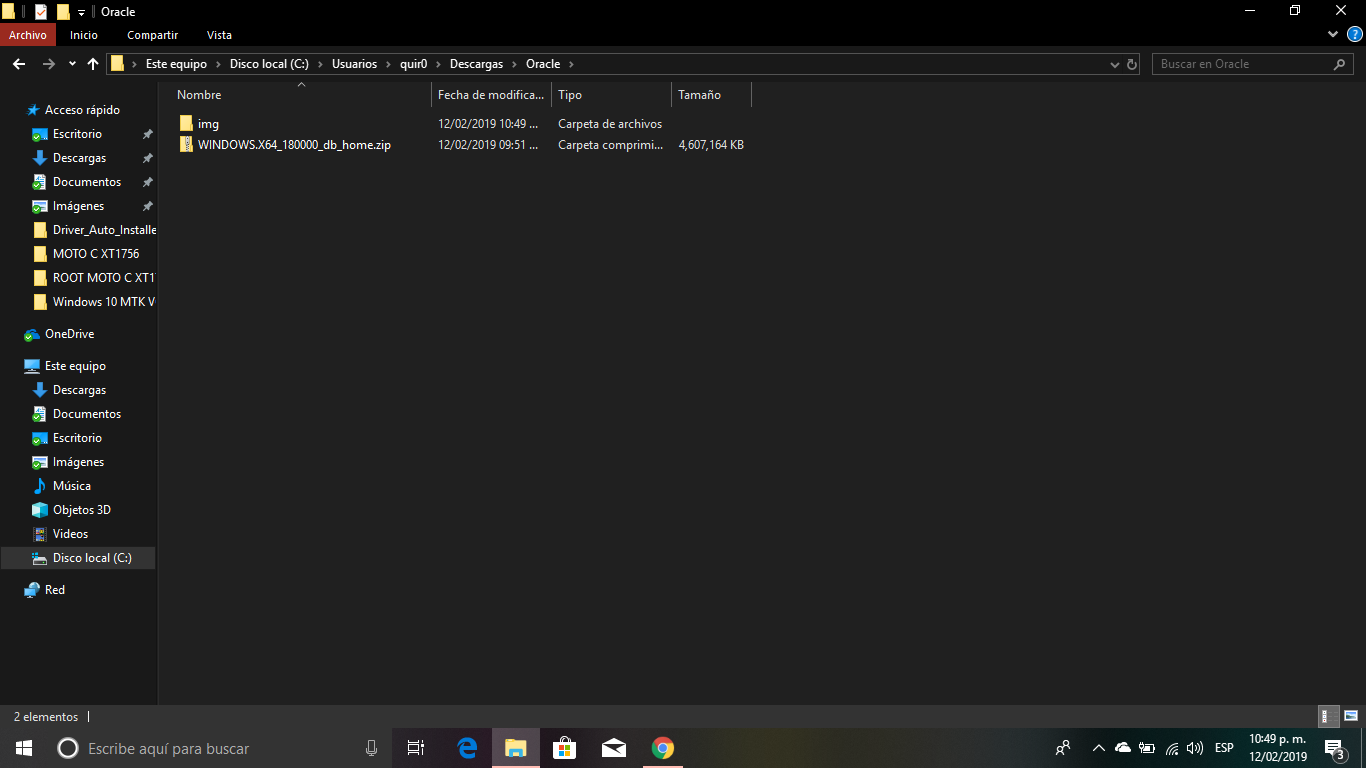 Oracle
Archivo Inicio Compartir Vista
Este equipo Disco local (C:) Usuarios quir0 Descargas Oracle
Buscar en Oracle
Nombre Fecha de modifica... Tipo Tamaño
img 12/02/2019 10:49 ... Carpeta de archivos
WINDOWS.X64_180000_db_home.zip 12/02/2019 09:51 ... Carpeta comprimi... 4,607,164 KB
Acceso rápido
Escritorio
Descargas
Documentos
Imágenes
Driver_Auto_Installe
MOTO C XT1756
ROOT MOTO C XT1
Windows 10 MTK V
OneDrive
Este equipo
Descargas
Documentos
Escritorio
Imágenes
Música
Objetos 3D
Videos
Disco local (C:)
Red
2 elementos
Escribe aquí para buscar
ESP
10:49 p. m.
12/02/2019
3